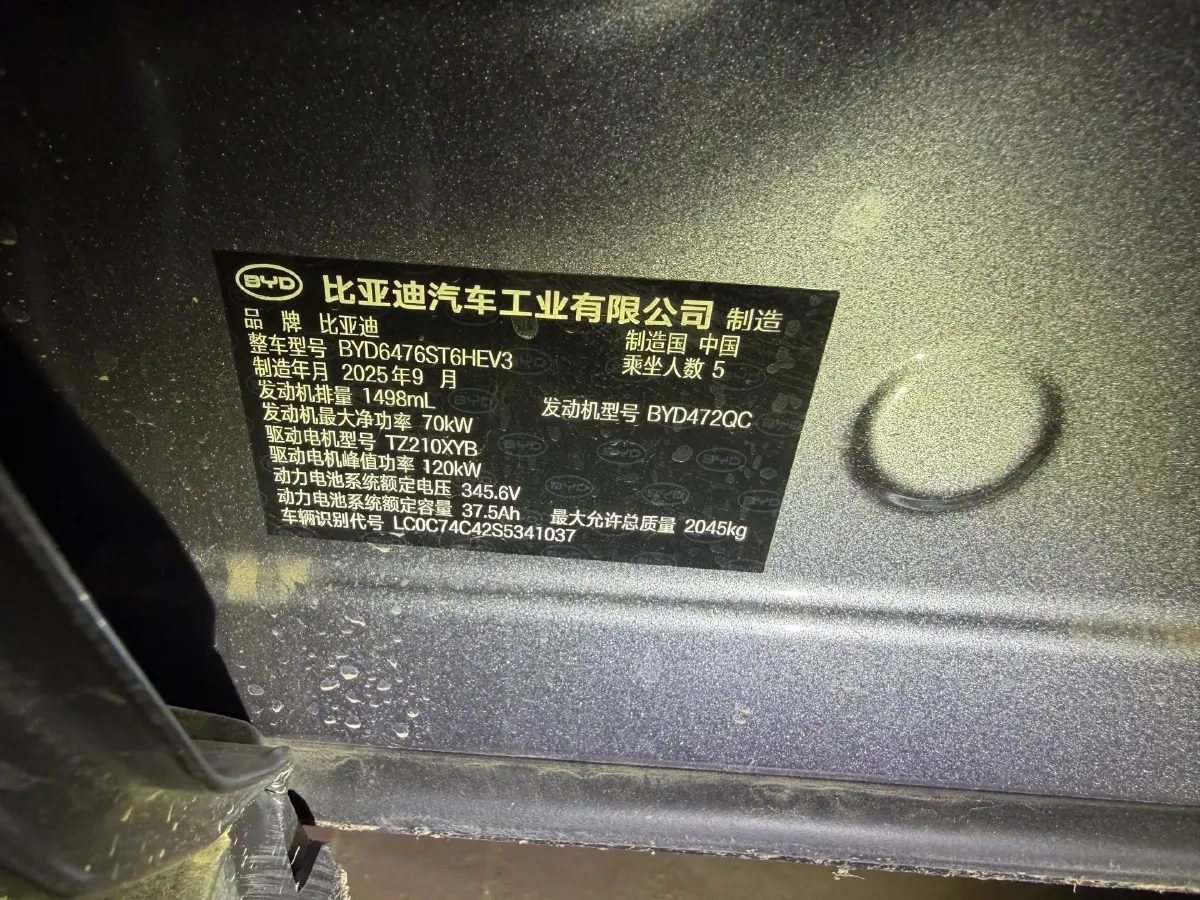 BYD 比亚迪汽车工业有限公司 制造
品 牌 比亚迪 制造国 中国
整车型号 BYD6476ST6HEV3 乘坐人数 5
制造年月 2025年9 月
发动机排量 1498mL 发动机型号 BYD472QC
发动机最大净功率 70kW
驱动电机型号 TZ210XYB
驱动电机峰值功率 120kW
动力电池系统额定电压 345.6V
动力电池系统额定容量 37.5Ah 最大允许总质量 2045kg
车辆识别代号 LC0C74C42S5341037